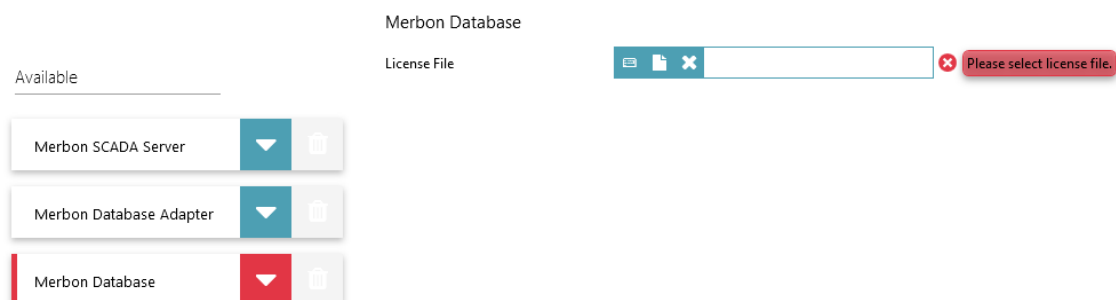 Merbon Database
License File
Please select license file.
Available
Merbon SCADA Server
Merbon Database Adapter
Merbon Database